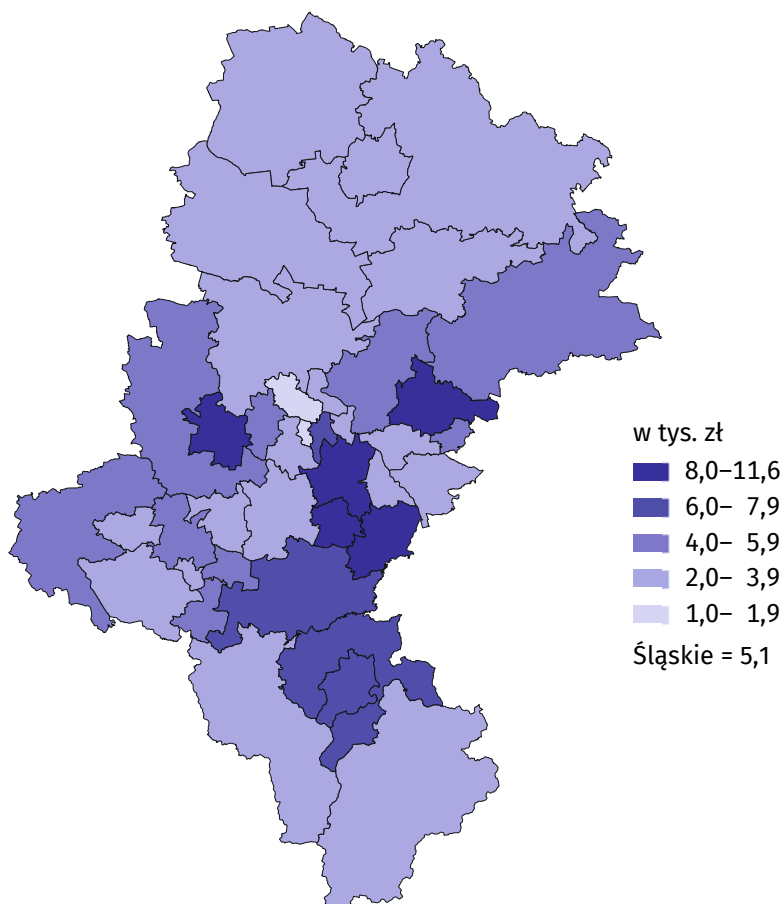 w tys. zł
8,0–11,6
6,0– 7,9
4,0– 5,9
2,0– 3,9
1,0– 1,9
Śląskie = 5,1